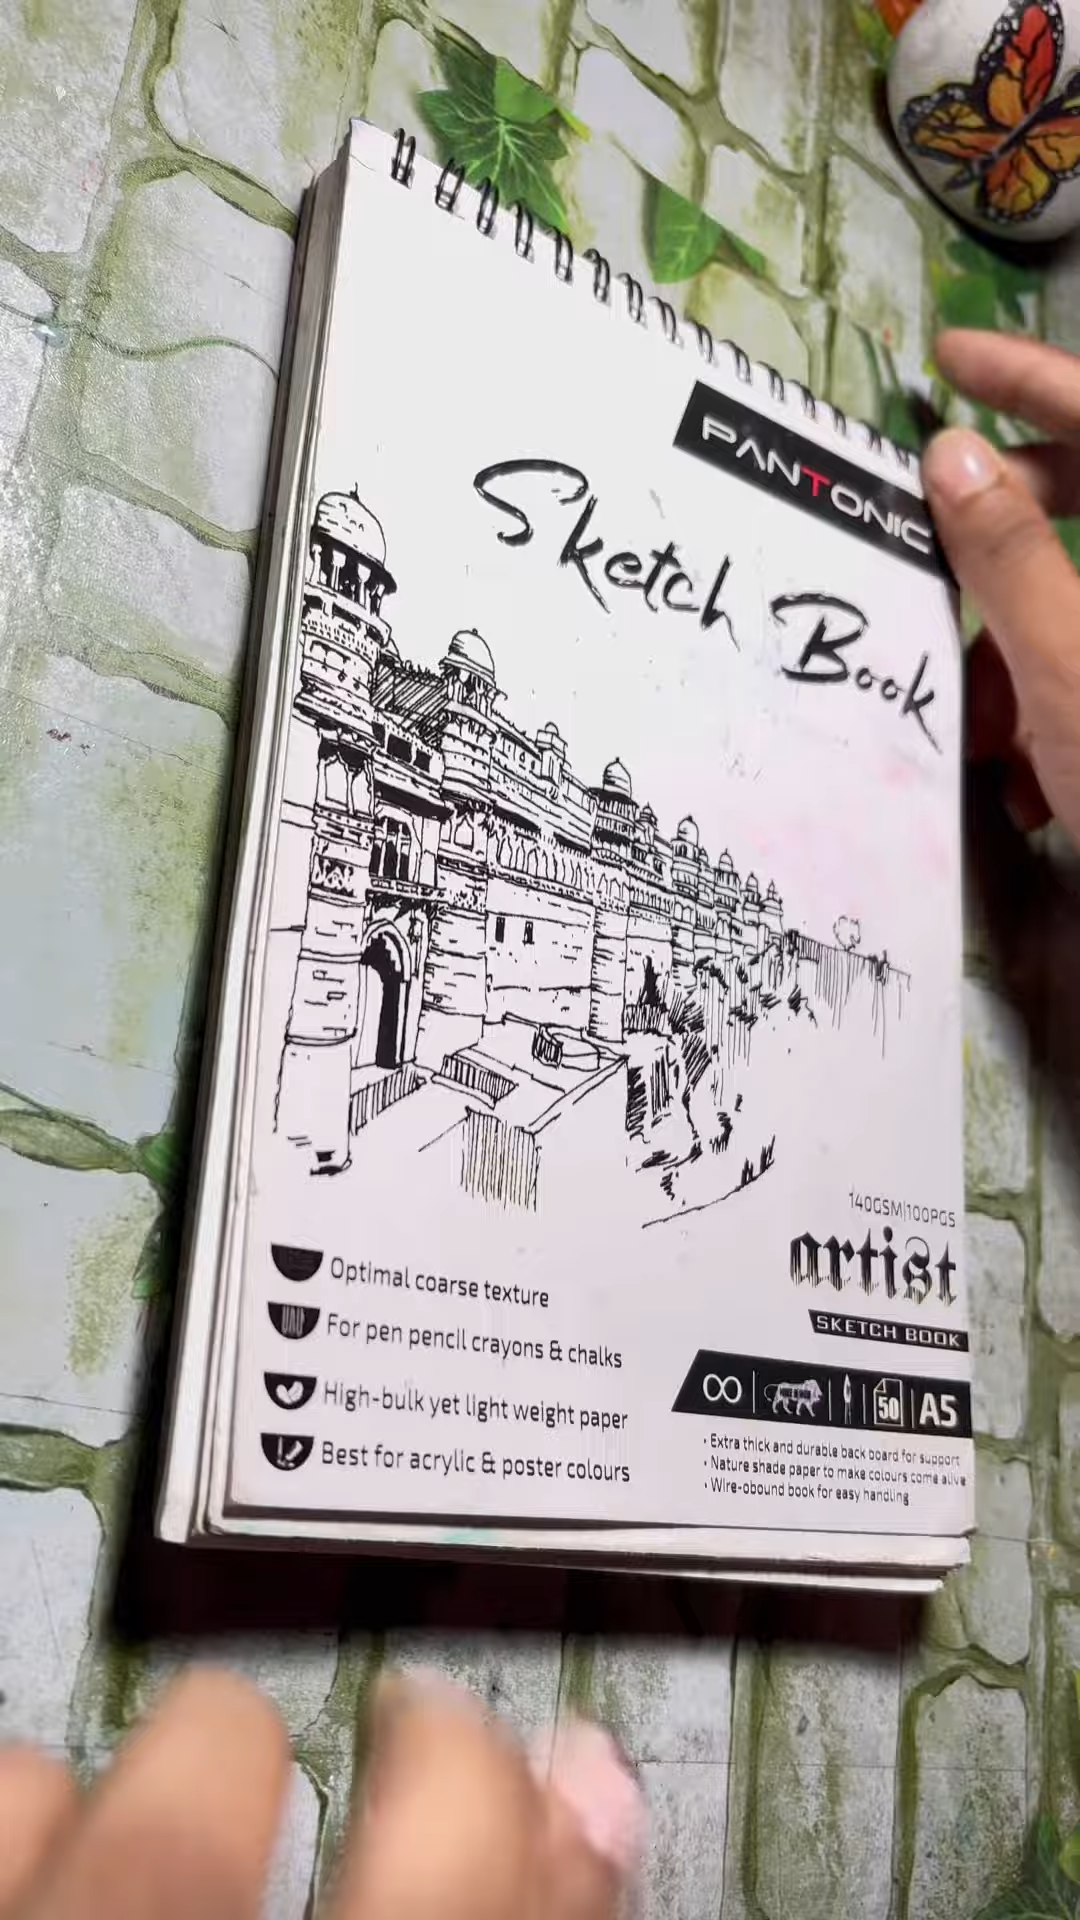 PANTONIC
Sketch Book
140GSM|100PGS
artist
SKETCH BOOK
Optimal coarse texture
For pen pencil crayons & chalks
High-bulk yet light weight paper
Best for acrylic & poster colours
50 A5
• Extra thick and durable back board for support
• Nature shade paper to make colours come alive
• Wire-obound book for easy handling